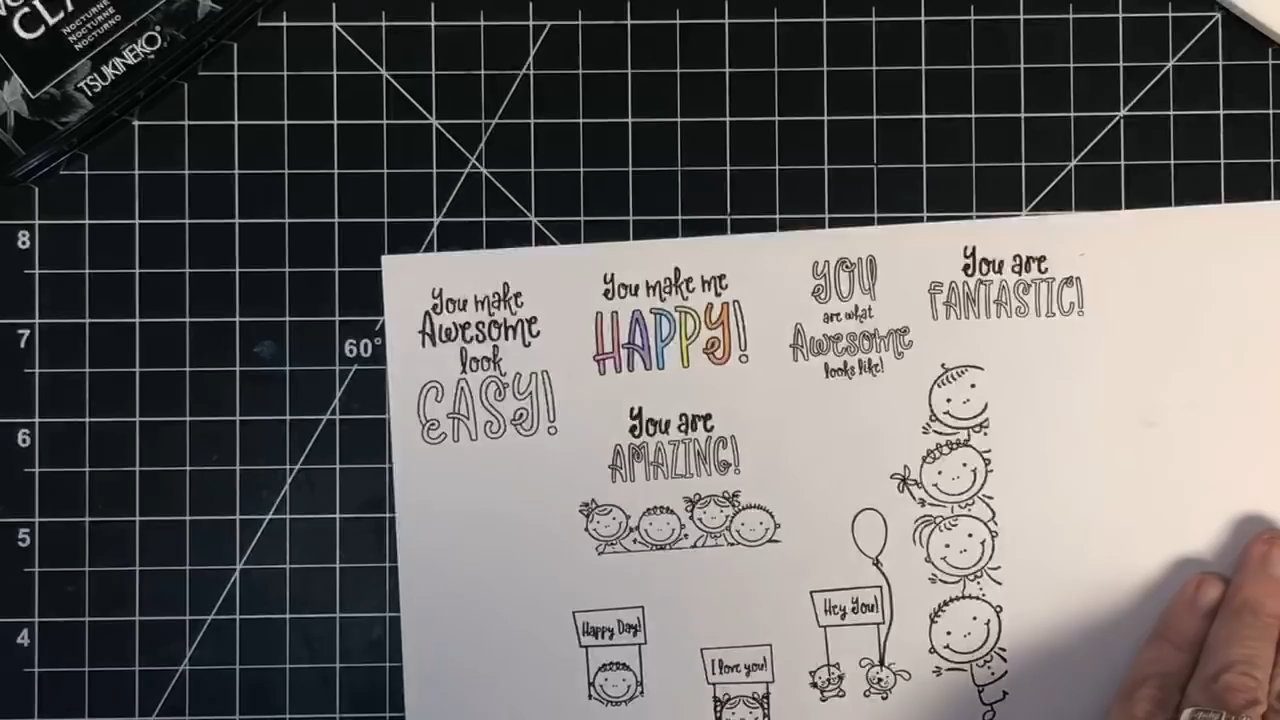 CLA
NOCTURNE
NOCTURNE
NOCTURNO
TSUKINEKO
8
7
6
5
4
60°
You make
Awesome
look
EASY!
You make me
HAPPY!
YOU
are what
Awesome
looks like!
You are
FANTASTIC!
You are
AMAZING!
Happy Day!
I love you!
Hey You!